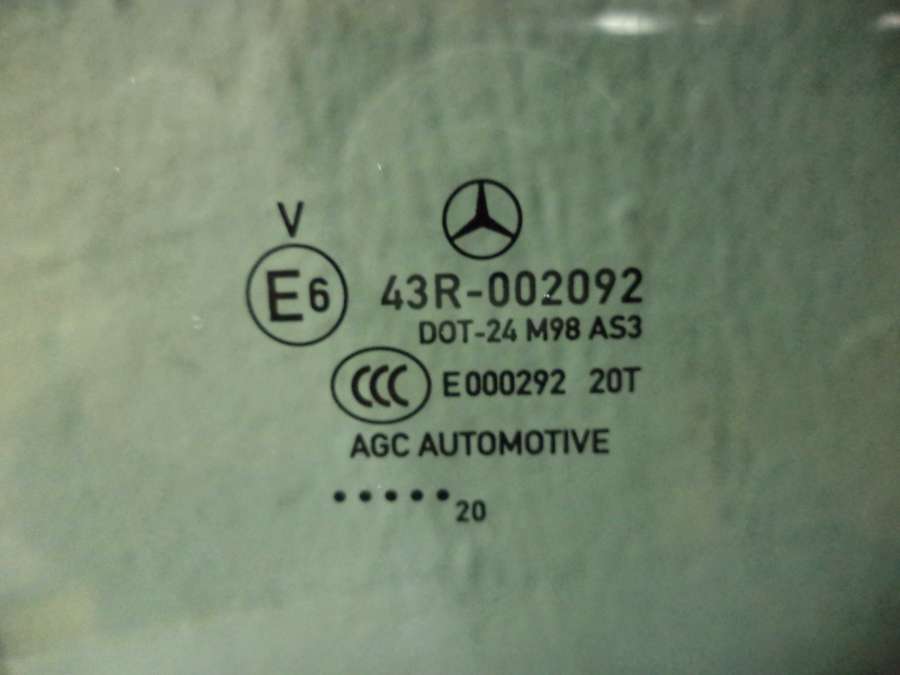 V
E6 43R-002092
DOT-24 M98 AS3
CCC E000292 20T
AGC AUTOMOTIVE
•••••20